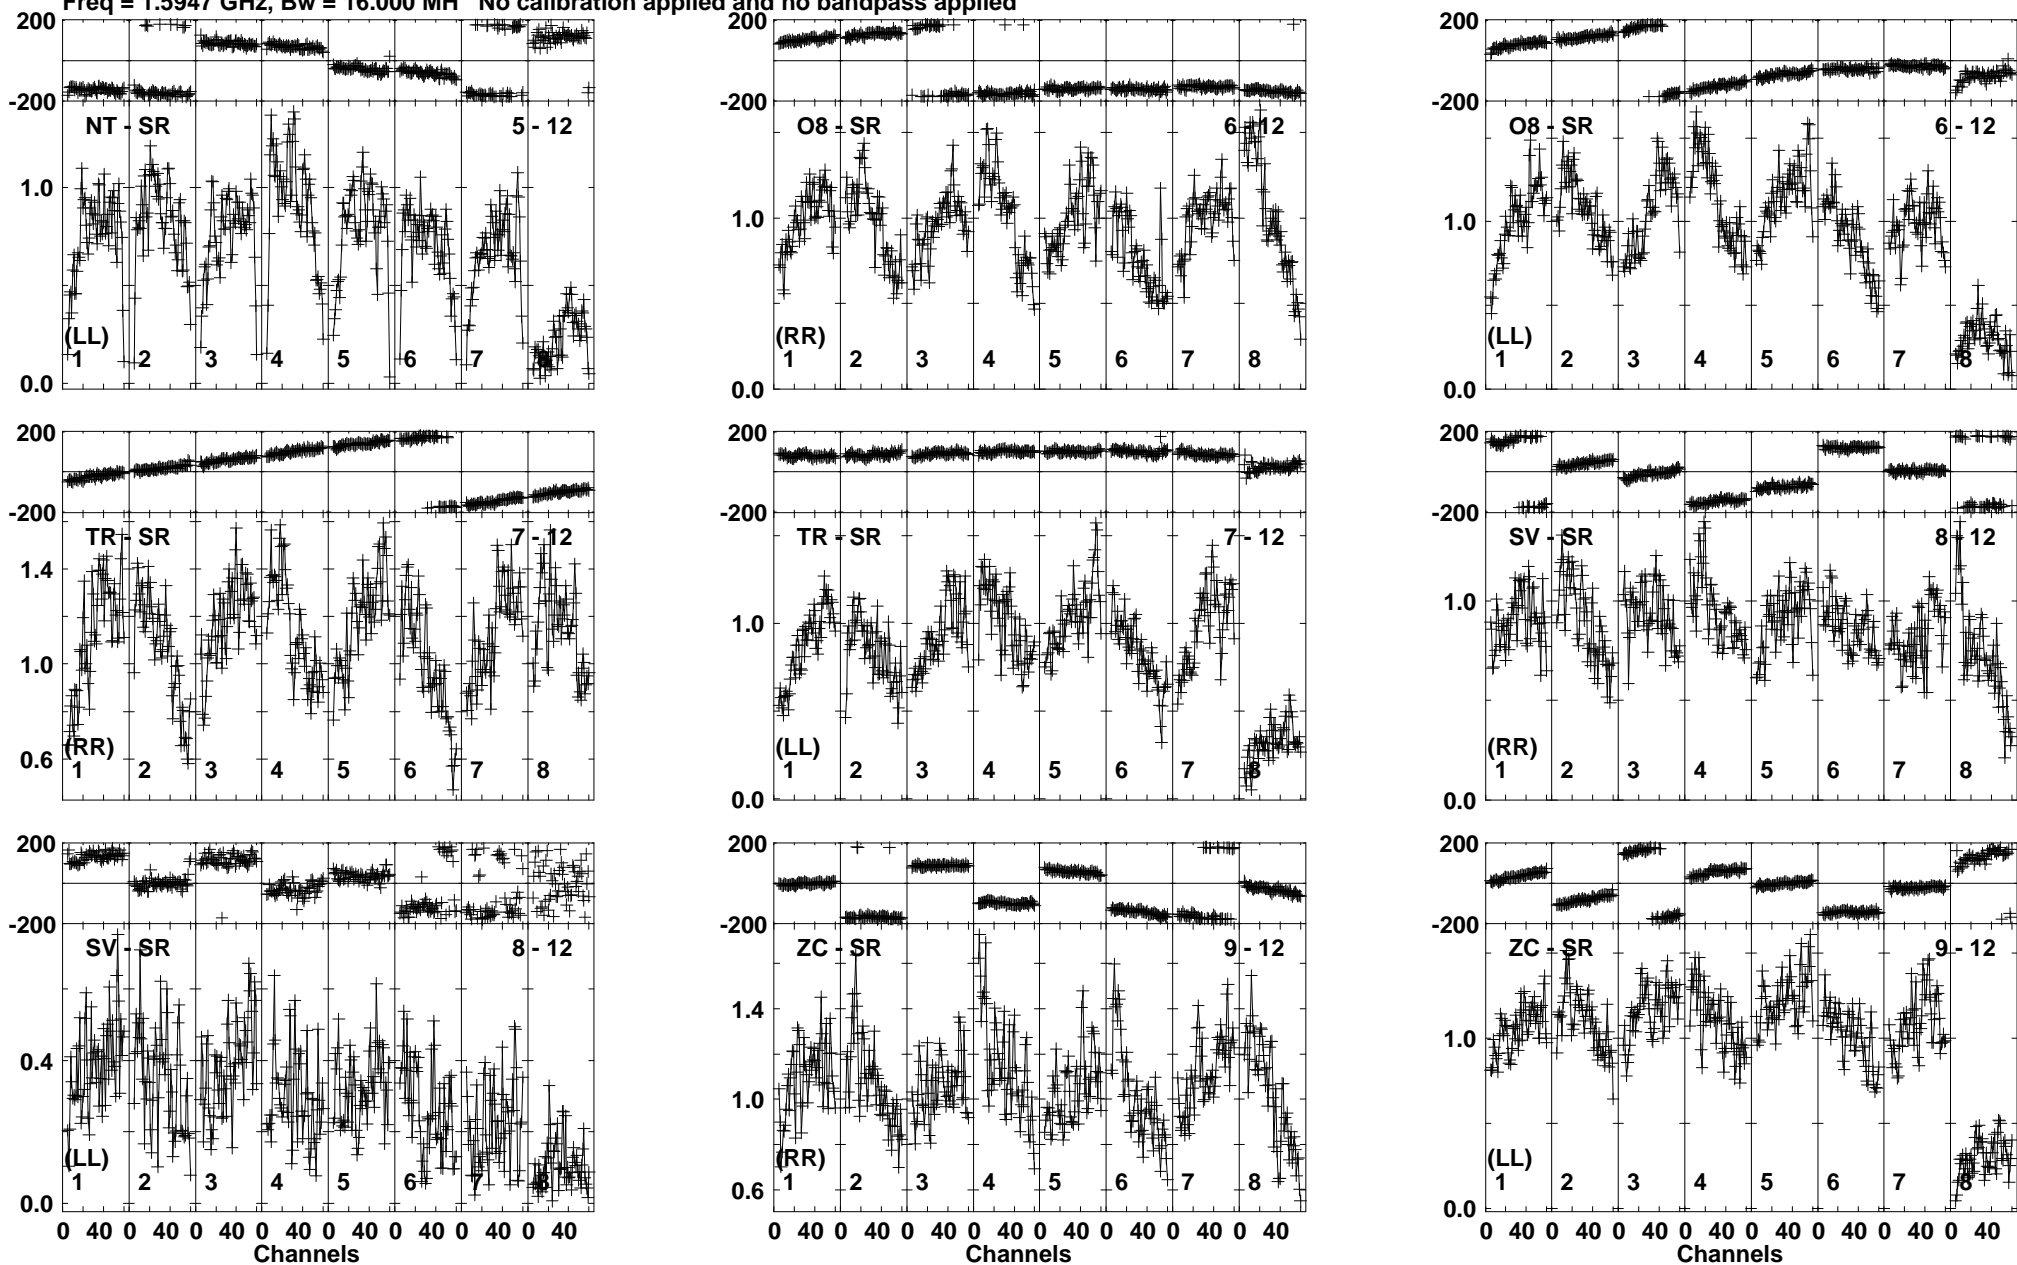 Freq = 1.5947 GHz, Bw = 16.000 MH No calibration applied and no bandpass applied
200 200 200
-200 -200 -200
NT - SR 5 - 12 O8 - SR 6 - 12 O8 - SR 6 - 12
1.0 1.0 1.0
(LL) (RR) (LL)
1 2 3 4 5 6 7 8 1 2 3 4 5 6 7 8 1 2 3 4 5 6 7 8
0.0 0.0 0.0
200 200 200
-200 -200 -200
TR - SR 7 - 12 TR - SR 7 - 12 SV - SR 8 - 12
1.4
1.0 1.0 1.0
(RR) (LL) (RR)
0.6
1 2 3 4 5 6 7 8 1 2 3 4 5 6 7 8 1 2 3 4 5 6 7 8
0.0 0.0
200 200 200
-200 -200 -200
SV - SR 8 - 12 ZC - SR 9 - 12 ZC - SR 9 - 12
1.4
0.4 1.0 1.0
(LL) (RR) (LL)
1 2 3 4 5 6 7 8 1 2 3 4 5 6 7 8 1 2 3 4 5 6 7 8
0.0 0.6 0.0
0 40 0 40 0 40 0 40 0 40 0 40 0 40 0 40 0 40 0 40 0 40 0 40 0 40 0 40 0 40 0 40 0 40 0 40 0 40 0 40 0 40 0 40 0 40 0 40
Channels Channels Channels